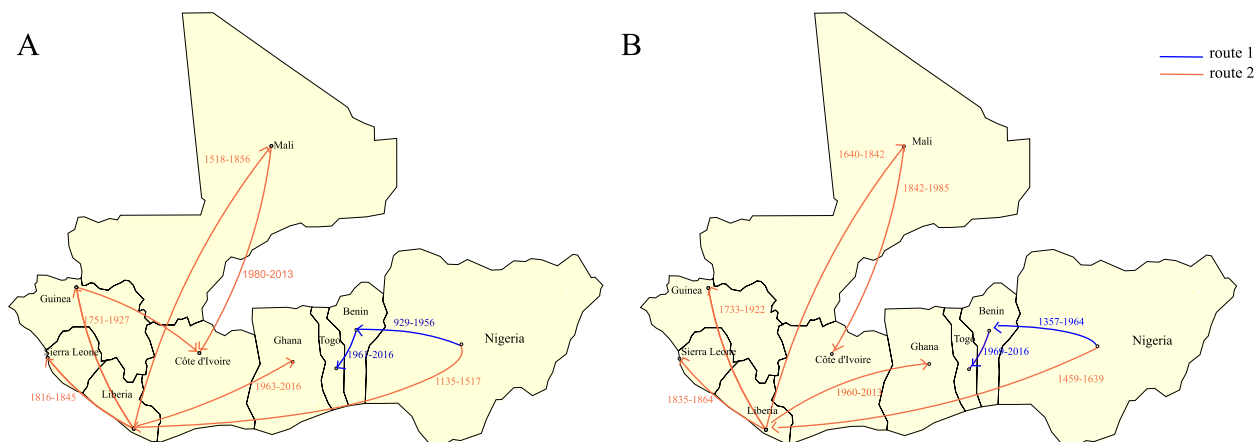 A
Mali
1518-1856
1980-2013
Guinea
1751-1927
Sierra Leone
Côte d'Ivoire
Liberia
1816-1845
Ghana
1963-2016
Togo
Benin
929-1956
1961-2016
Nigeria
1135-1517
B
route 1
route 2
Mali
1640-1842
1842-1985
Guinea
1733-1922
Sierra Leone
Côte d'Ivoire
Liberia
1835-1864
Ghana
1960-2013
Togo
Benin
1357-1964
1969-2016
Nigeria
1459-1639